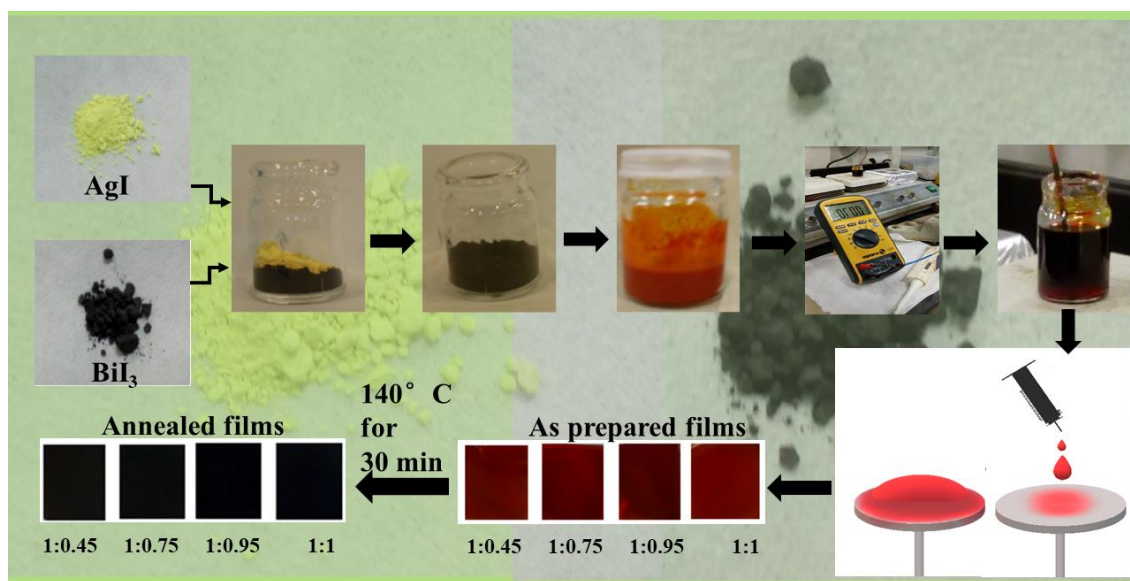 AgI
BiI₃
140° C
for
30 min
Annealed films
As prepared films
1:0.45 1:0.75 1:0.95 1:1
1:0.45 1:0.75 1:0.95 1:1